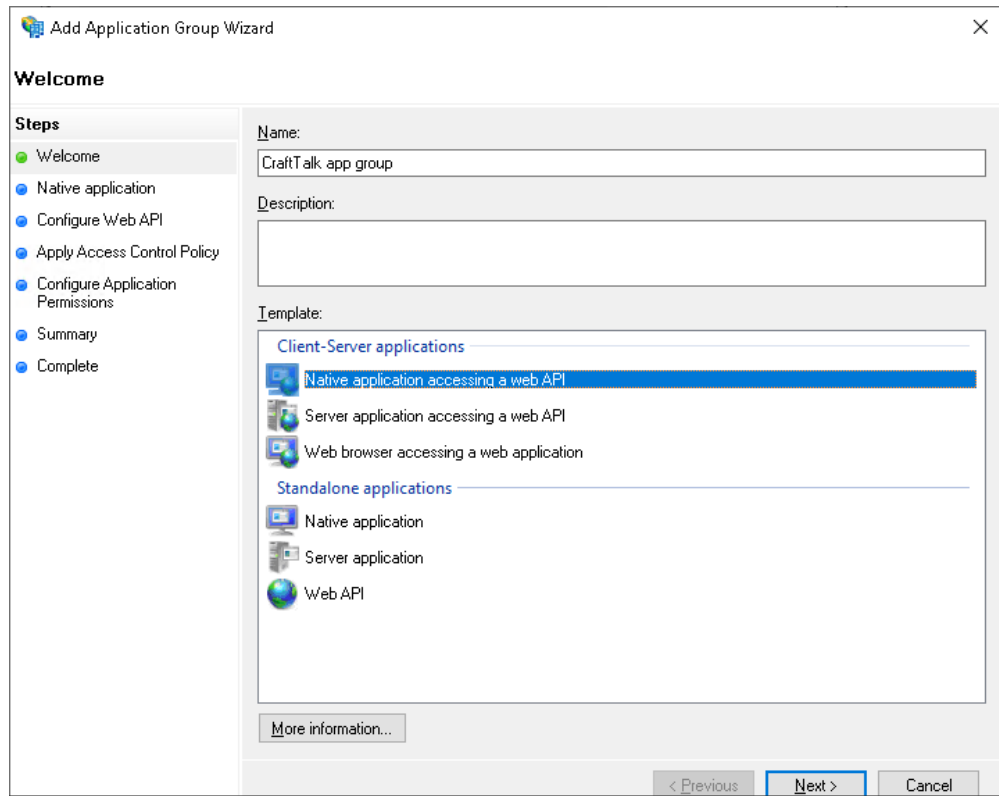 Add Application Group Wizard
Welcome
Steps
Welcome
Native application
Configure Web API
Apply Access Control Policy
Configure Application
Permissions
Summary
Complete
Name:
CraftTalk app group
Description:
Template:
Client-Server applications
Native application accessing a web API
Server application accessing a web API
Web browser accessing a web application
Standalone applications
Native application
Server application
Web API
More information...
< Previous
Next >
Cancel